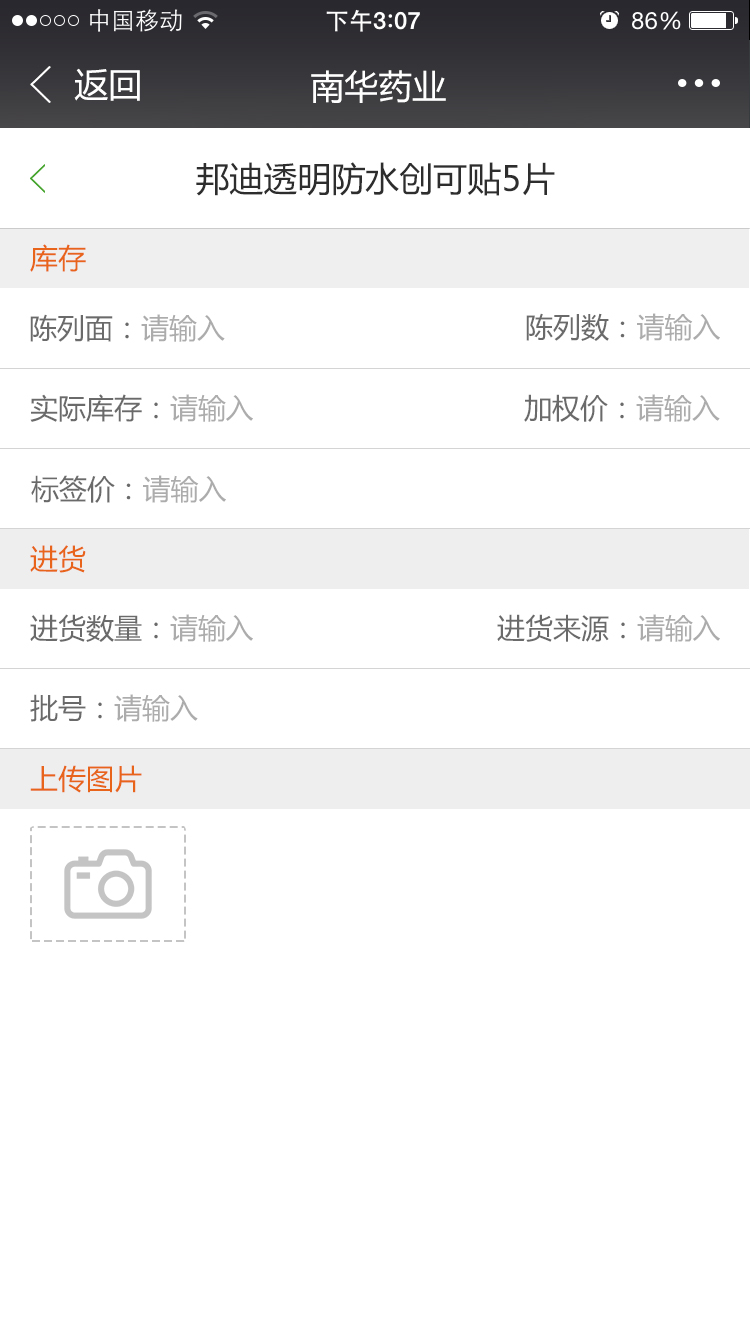 中国移动 下午3:07 86%
返回 南华药业
邦迪透明防水创可贴5片
库存
陈列面：请输入 陈列数：请输入
实际库存：请输入 加权价：请输入
标签价：请输入
进货
进货数量：请输入 进货来源：请输入
批号：请输入
上传图片